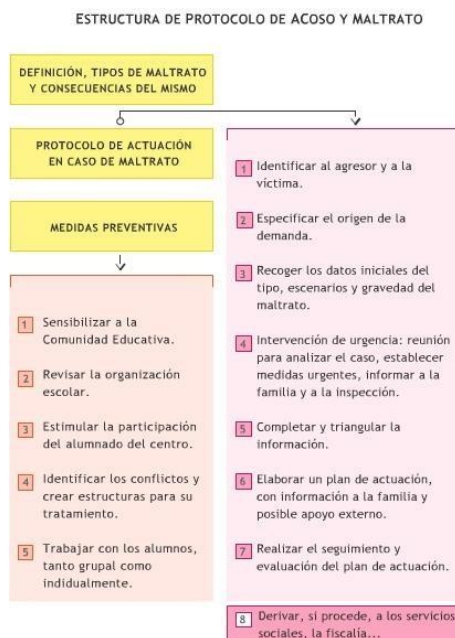 ESTRUCTURA DE PROTOCOLO DE ACOSO Y MALTRATO
DEFINICIÓN, TIPOS DE MALTRATO
Y CONSECUENCIAS DEL MISMO
PROTOCOLO DE ACTUACIÓN
EN CASO DE MALTRATO
MEDIDAS PREVENTIVAS
1 Sensibilizar a la
Comunidad Educativa.
2 Revisar la organización
escolar.
3 Estimular la participación
del alumnado del centro.
4 Identificar los conflictos y
crear estructuras para su
tratamiento.
5 Trabajar con los alumnos,
tanto grupal como
indidualmente.
1 Identificar al agresor y a la
víctima.
2 Especificar el origen de la
demanda.
3 Recoger los datos iniciales del
tipo, escenarios y gravedad del
maltrato.
4 Intervención de urgencia: reunión
para analizar el caso, establecer
medidas urgentes, informar a la
familia y a la inspección.
5 Completar y triangular la
información.
6 Elaborar un plan de actuación,
con información a la familia y
posible apoyo externo.
7 Realizar el seguimiento y
evaluación del plan de actuación.
8 Derivar, si procede, a los servicios
sociales, la fiscalía...